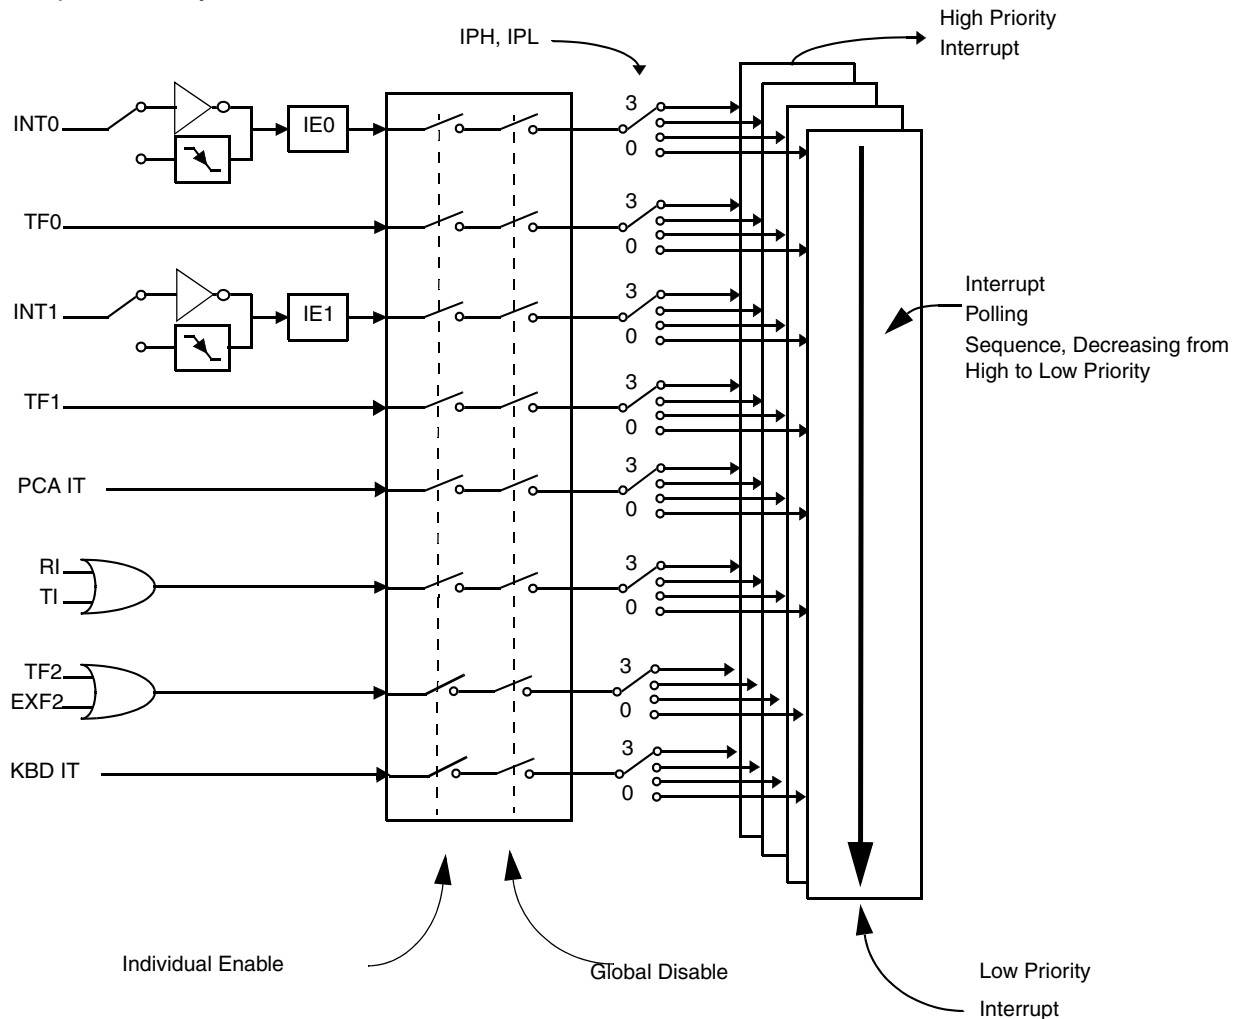 High Priority
Interrupt
IPH, IPL
INT0
IE0
3
0
TF0
3
0
INT1
IE1
3
0
Interrupt
Polling
Sequence, Decreasing from
High to Low Priority
TF1
3
0
PCA IT
3
0
RI
TI
3
0
TF2
EXF2
3
0
KBD IT
3
0
Individual Enable
Global Disable
Low Priority
Interrupt